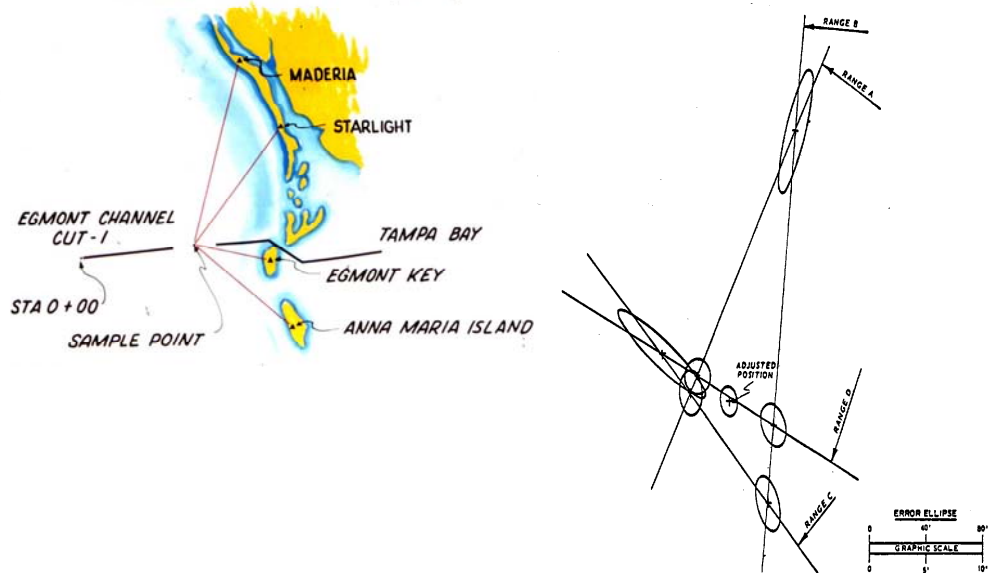 MADERIA
STARLIGHT
EGMONT CHANNEL
CUT-1
TAMPA BAY
EGMONT KEY
STA 0+00
SAMPLE POINT
ANNA MARIA ISLAND
RANGE B
RANGE A
ADJUSTED
POSITION
RANGE D
RANGE C
ERROR ELLIPSE
0 40' 80'
GRAPHIC SCALE
0 5' 10'